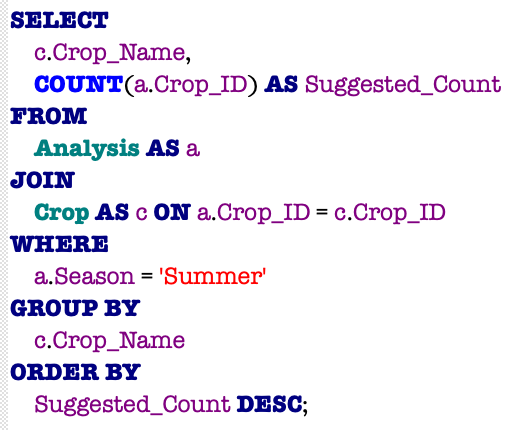 SELECT
c.Crop_Name,
COUNT(a.Crop_ID) AS Suggested_Count
FROM
Analysis AS a
JOIN
Crop AS c ON a.Crop_ID = c.Crop_ID
WHERE
a.Season = 'Summer'
GROUP BY
c.Crop_Name
ORDER BY
Suggested_Count DESC;